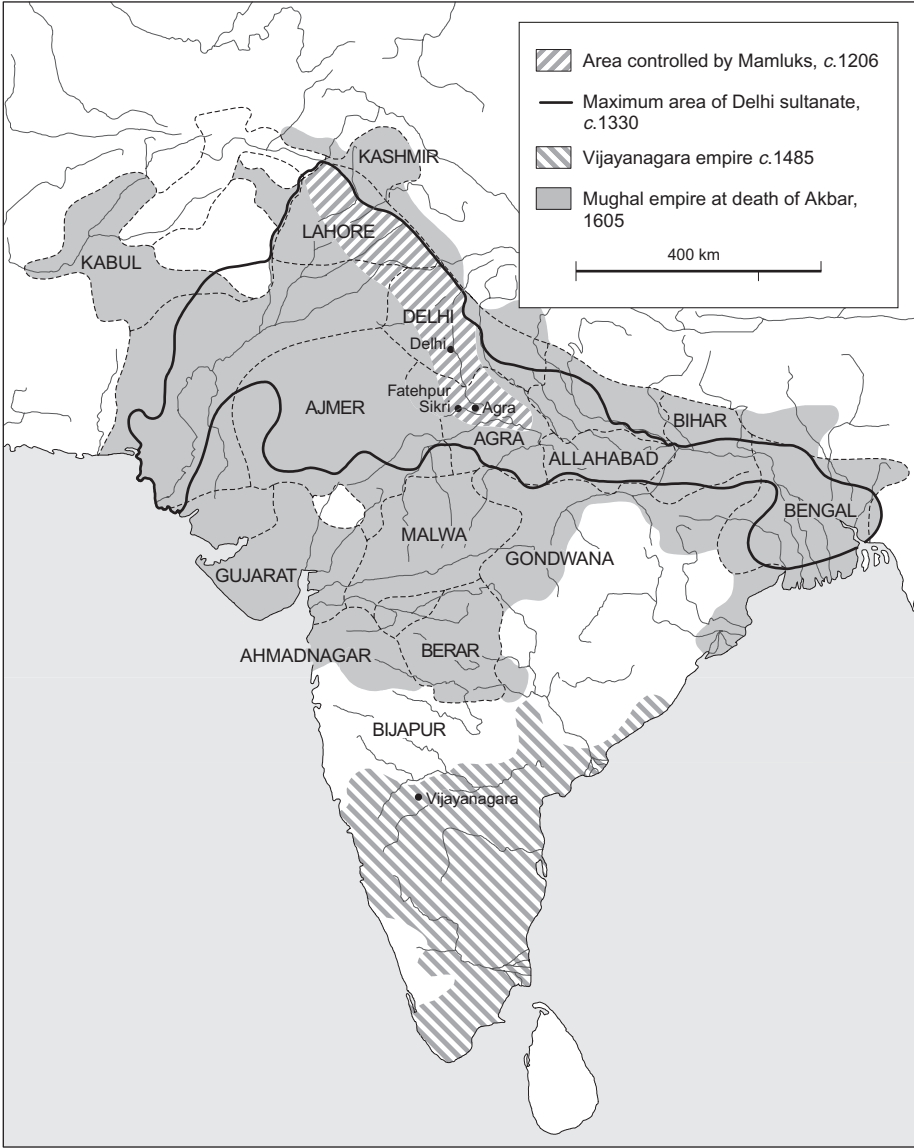 Area controlled by Mamluks, c.1206
Maximum area of Delhi sultanate,
c.1330
Vijayanagara empire c.1485
Mughal empire at death of Akbar,
1605
400 km
KASHMIR
LAHORE
KABUL
DELHI
Delhi
Fatehpur
Sikri
Agra
AJMER
AGRA
BIHAR
ALLAHABAD
BENGAL
MALWA
GONDWANA
GUJARAT
AHMADNAGAR
BERAR
BIJAPUR
Vijayanagara